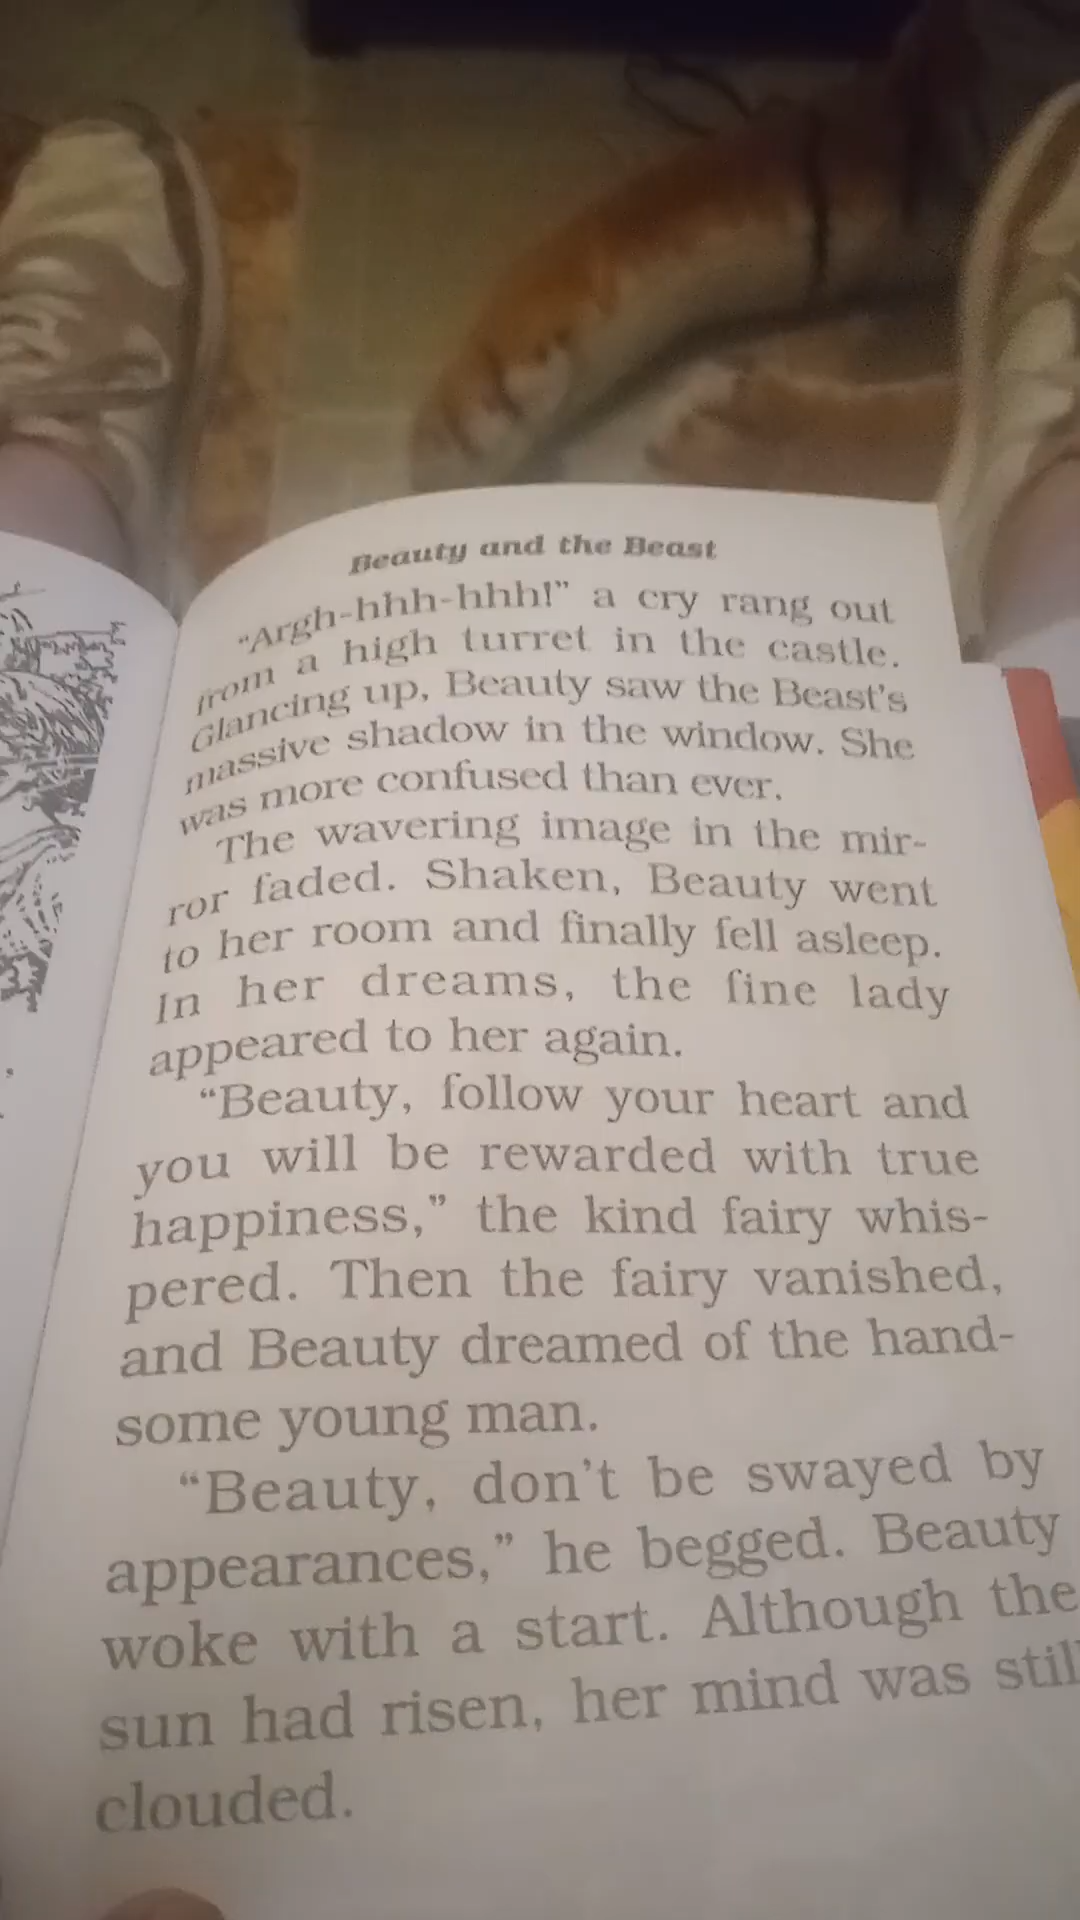 Beauty and the Beast
“Argh-hhh-hhh!” a cry rang out
from a high turret in the castle.
Glancing up, Beauty saw the Beast’s
massive shadow in the window. She
was more confused than ever.
The wavering image in the mir-
ror faded. Shaken, Beauty went
to her room and finally fell asleep.
In her dreams, the fine lady
appeared to her again.
“Beauty, follow your heart and
you will be rewarded with true
happiness,” the kind fairy whis-
pered. Then the fairy vanished,
and Beauty dreamed of the hand-
some young man.
“Beauty, don’t be swayed by
appearances,” he begged. Beauty
woke with a start. Although the
sun had risen, her mind was still
clouded.